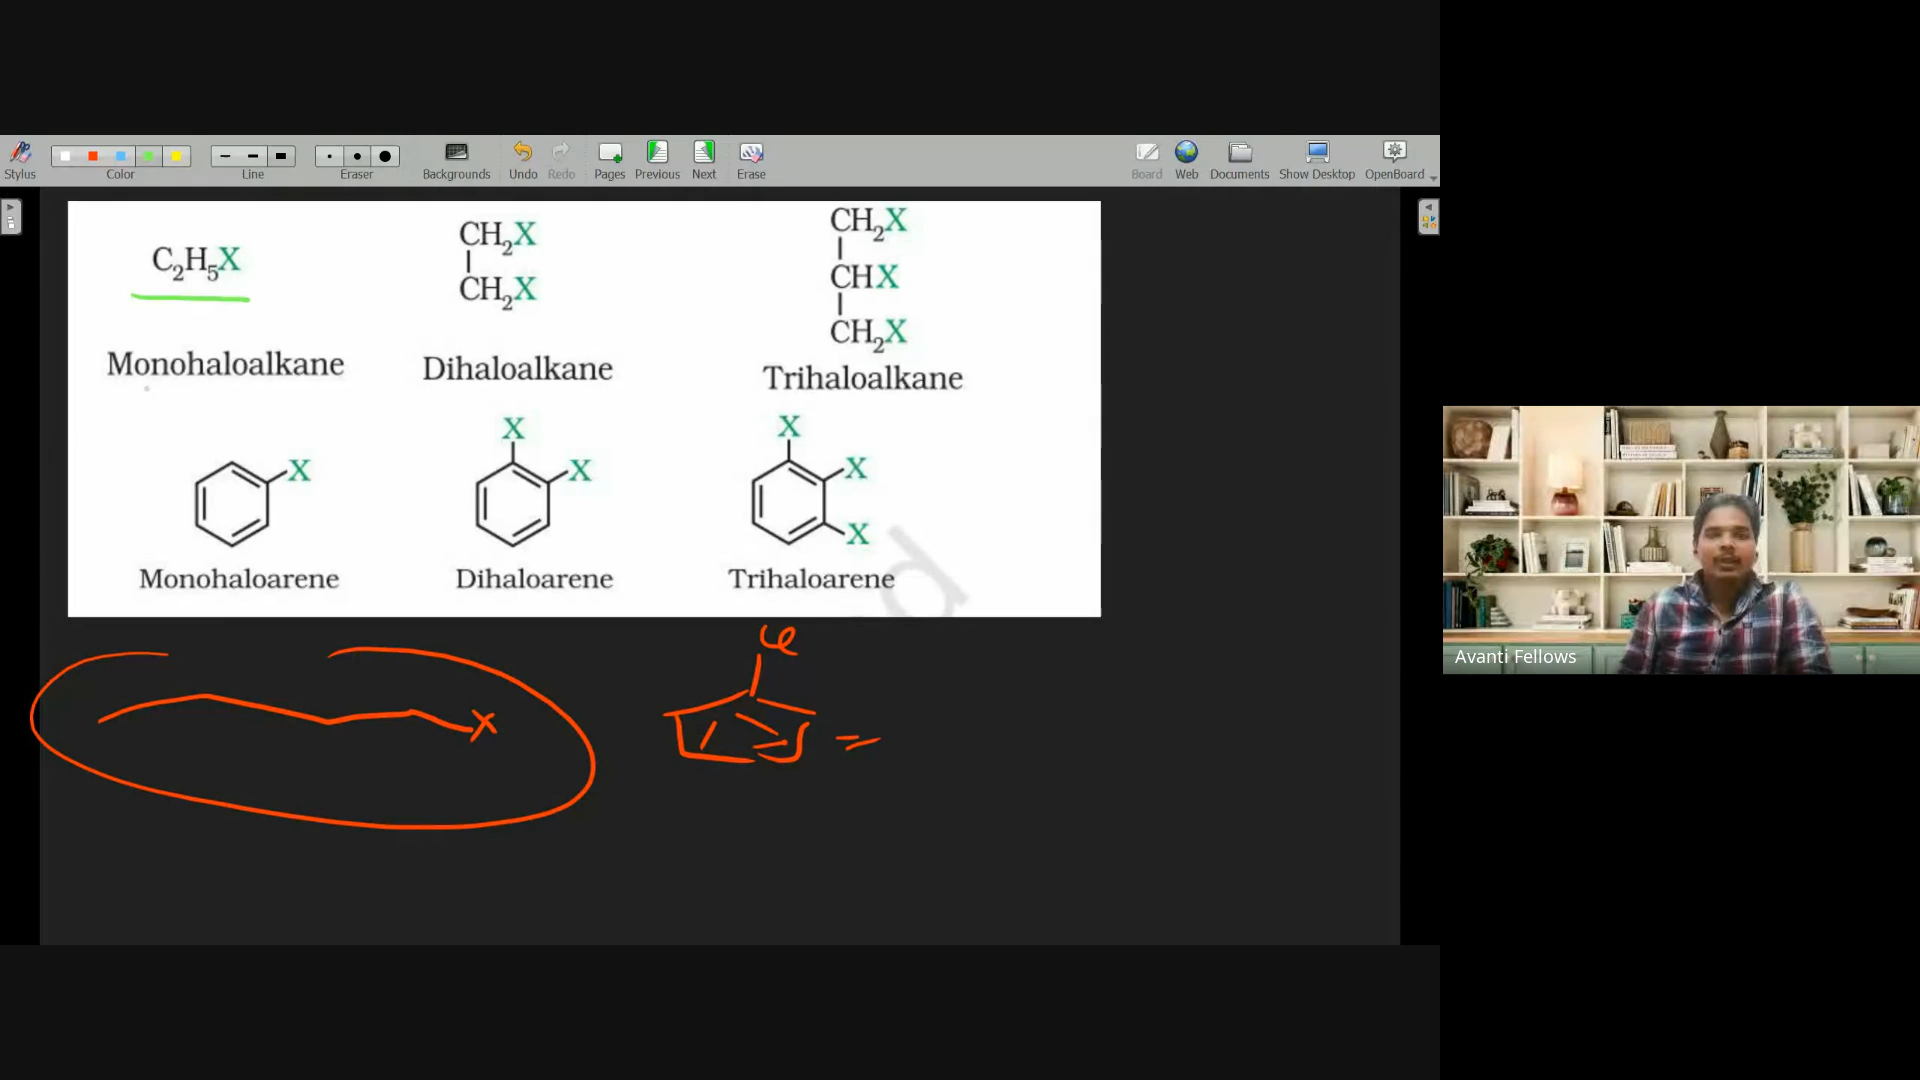 Stylus Color Line Eraser Backgrounds Undo Redo Pages Previous Next Erase Board Web Documents Show Desktop OpenBoard
C2H5X
CH2X
CH2X
CH2X
CHX
CH2X
Monohaloalkane Dihaloalkane Trihaloalkane
X
X
X
X
X
X
Monohaloarene Dihaloarene Trihaloarene
X
Avanti Fellows